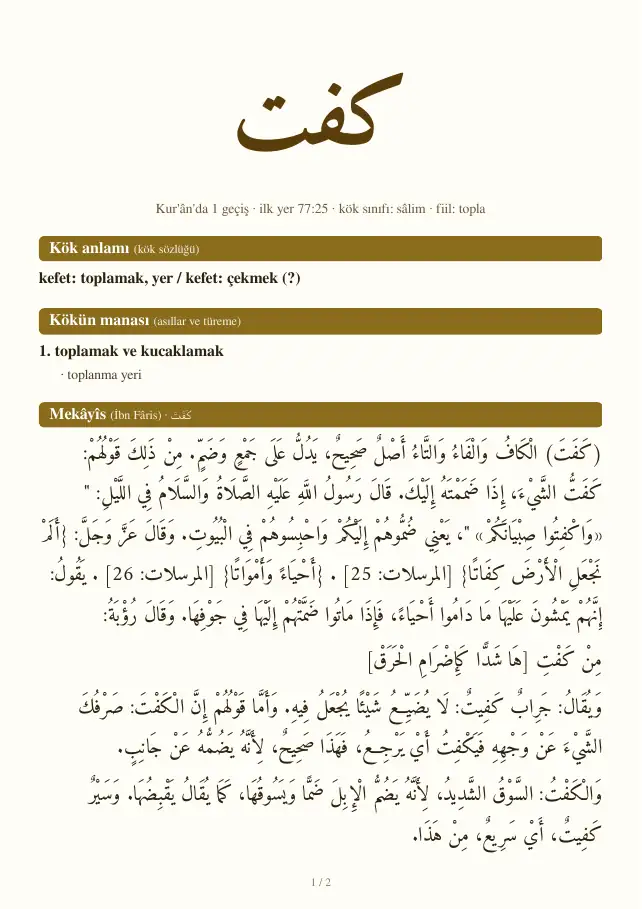 كفت
Kur'ân'da 1 geçiş · ilk yer 77:25 · kök sınıfı: sâlim · fiil: topla
Kök anlamı (kök sözlüğü)
kefet: toplamak, yer / kefet: çekmek (?)
Kökün manası (asıllar ve türeme)
1. toplamak ve kucaklamak
· toplanma yeri
Mekâyîs (İbn Fâris) · كَفَتَ
(كَفَتَ) الْكَافُ وَالْفَاءُ وَالتَّاءُ أَصْلٌ صَحِيحٌ، يَدُلُّ عَلَى جَمْعٍ وَضَمٍّ. مِنْ ذَلِكَ قَوْلُهُمْ:
كَفَتُّ الشَّيْءَ، إِذَا ضَمَمْتَهُ إِلَيْكَ. قَالَ رَسُولُ اللَّهِ عَلَيْهِ الصَّلَاةُ وَالسَّلَامُ فِي اللَّيْلِ: "
«وَاكْفِتُوا صِبْيَانَكُمْ» "، يَعْنِي ضُمُّوهُمْ إِلَيْكُمْ وَاحْبِسُوهُمْ فِي الْبُيُوتِ. وَقَالَ عَزَّ وَجَلَّ: {أَلَمْ
نَجْعَلِ الْأَرْضَ كِفَاتًا} [المرسلات: 25] . {أَحْيَاءً وَأَمْوَاتًا} [المرسلات: 26] . يَقُولُ:
إِنَّهُمْ يَمْشُونَ عَلَيْهَا مَا دَامُوا أَحْيَاءً، فَإِذَا مَاتُوا ضَمَّتْهُمْ إِلَيْهَا فِي جَوْفِهَا. وَقَالَ رُؤْبَةُ:
مِنْ كَفْتِ [هَا شَدًّا كَإِضْرَامِ الْحَرَقْ]
وَيُقَالُ: جَرَابٌ كَفِيتٌ: لَا يُضَيِّعُ شَيْئًا يُجْعَلُ فِيهِ. وَأَمَّا قَوْلُهُمْ إِنَّ الْكَفْتَ: صَرْفُكَ
الشَّيْءَ عَنْ وَجْهِهِ فَيَكْفِتُ أَيْ يَرْجِعُ، فَهَذَا صَحِيحٌ، لِأَنَّهُ يَضُمُّهُ عَنْ جَانِبٍ.
وَالْكَفْتُ: السَّوْقُ الشَّدِيدُ، لِأَنَّهُ يَضُمُّ الْإِبِلَ ضَمًّا وَيَسُوقُهَا، كَمَا يُقَالُ يَقْبِضُهَا. وَسَيْرٌ
كَفِيتٌ، أَيْ سَرِيعٌ، مِنْ هَذَا.
1 / 2